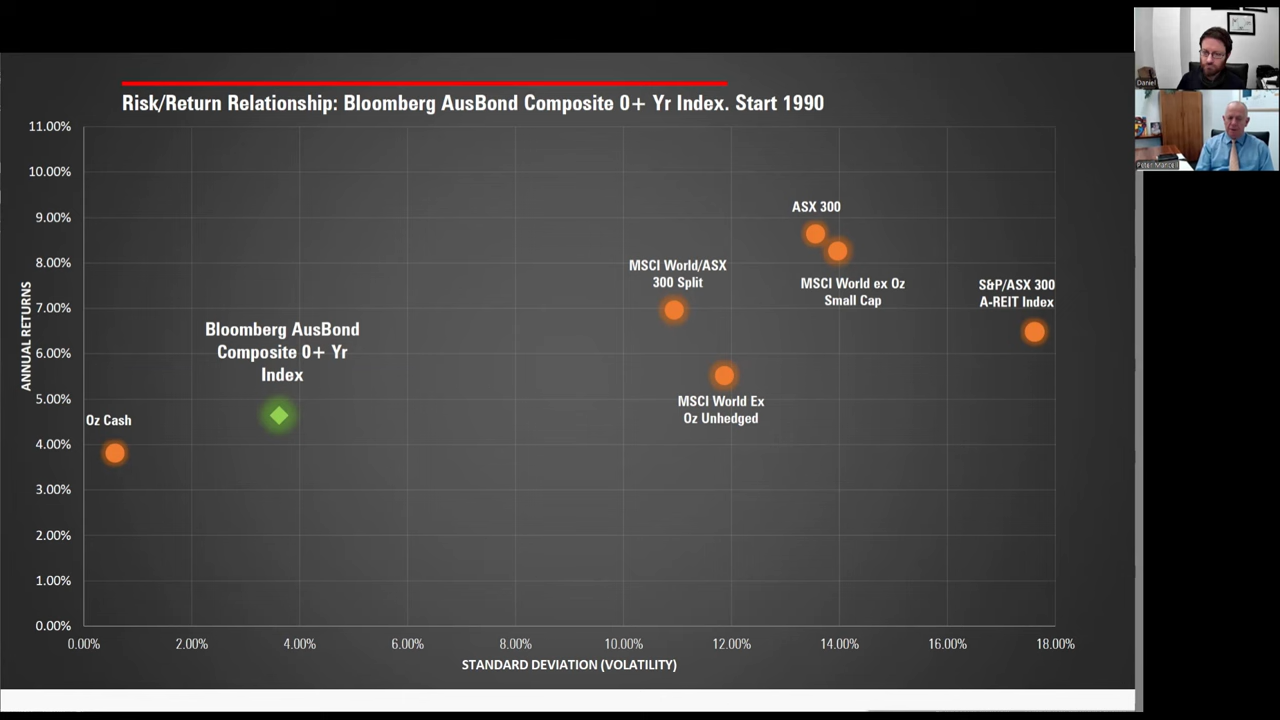 Risk/Return Relationship: Bloomberg AusBond Composite 0+ Yr Index. Start 1990
11.00%
10.00%
9.00%
8.00%
7.00%
6.00%
5.00%
4.00%
3.00%
2.00%
1.00%
0.00%
ANNUAL RETURNS
Oz Cash
Bloomberg AusBond
Composite 0+ Yr
Index
MSCI World/ASX
300 Split
MSCI World Ex
Oz Unhedged
ASX 300
MSCI World ex Oz
Small Cap
S&P/ASX 300
A-REIT Index
0.00%
2.00%
4.00%
6.00%
8.00%
10.00%
12.00%
14.00%
16.00%
18.00%
STANDARD DEVIATION (VOLATILITY)
Daniel
Peter Mancell